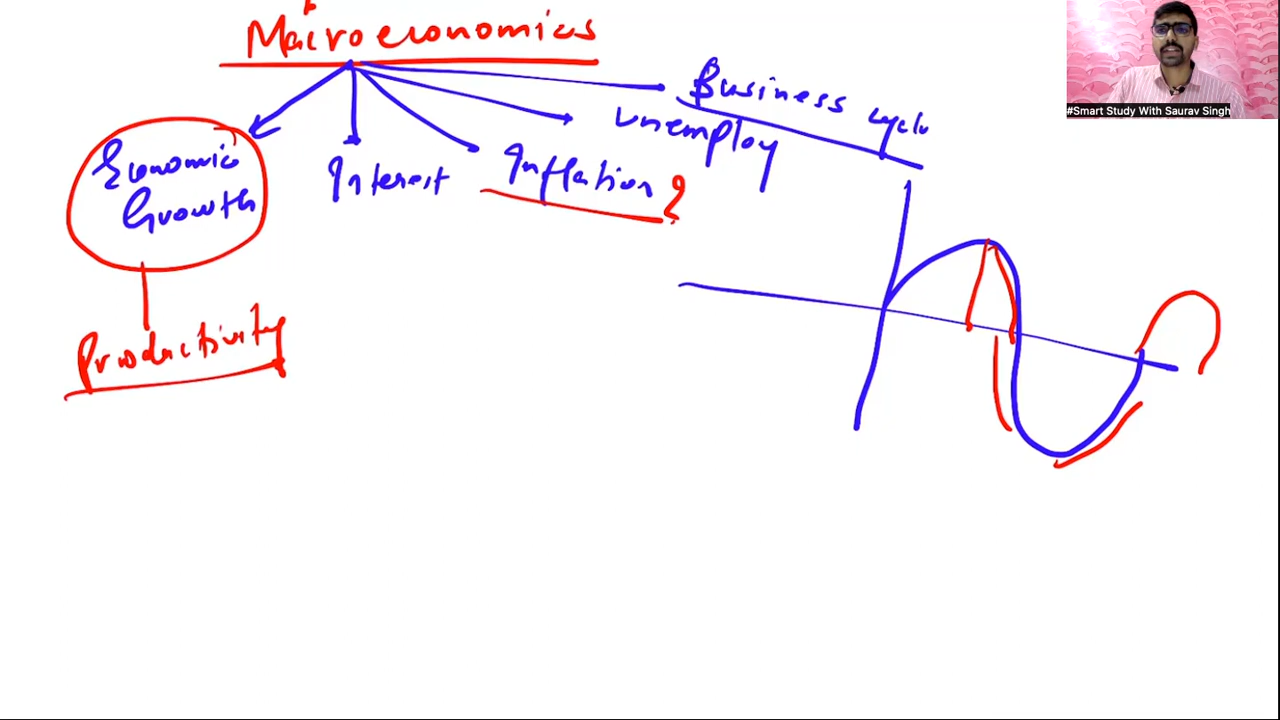 Macroeconomics
#Smart Study With Saurav Singh
Business cycle
Unemploy
Inflation ?
Interest
Economic
Growth
Productivity